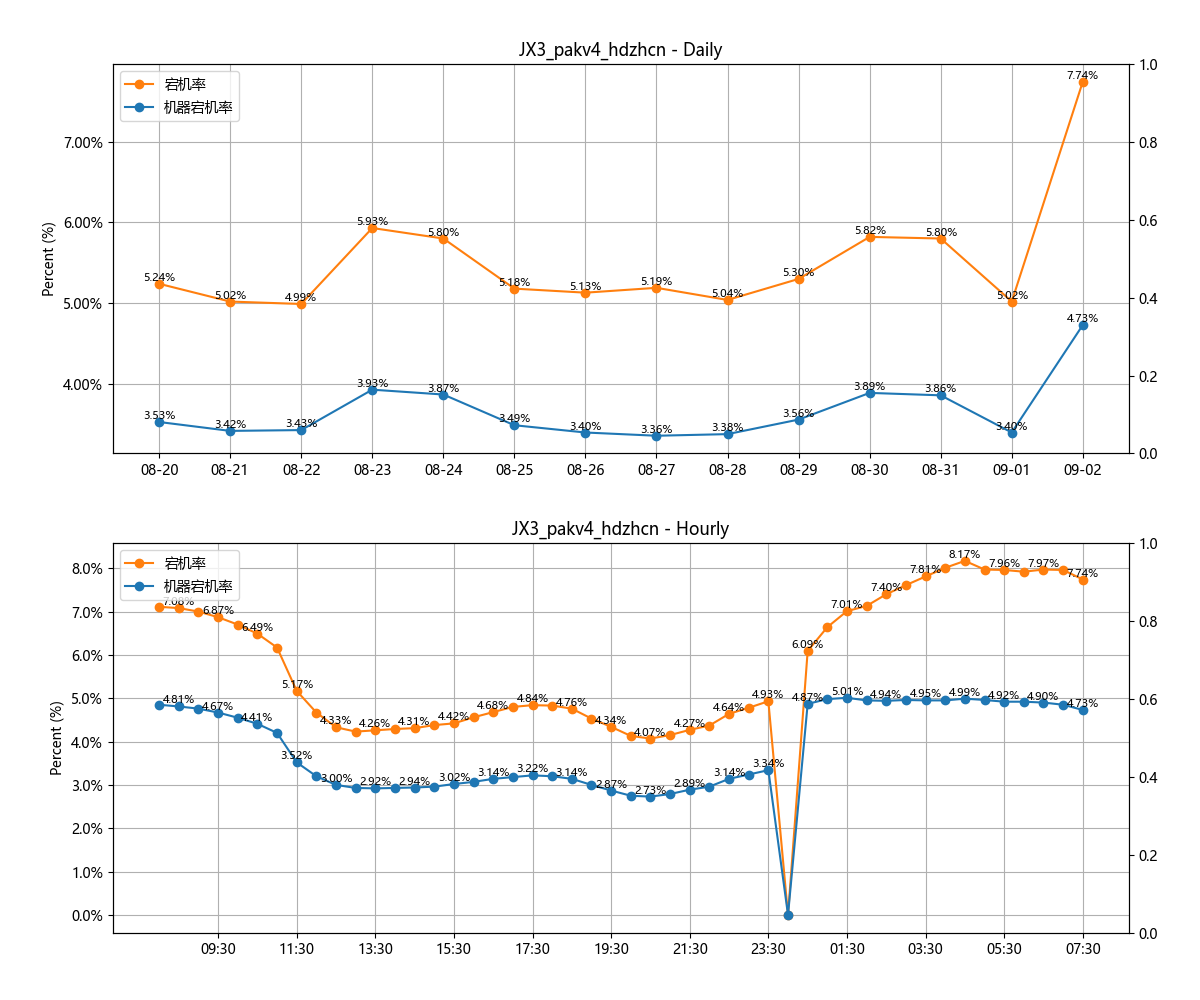 JX3_pakv4_hdzhcn - Daily
宕机率
机器宕机率
Percent (%)
7.00%
6.00%
5.00%
4.00%
1.0
0.8
0.6
0.4
0.2
0.0
5.24% 5.02% 4.99% 5.93% 5.80% 5.18% 5.13% 5.19% 5.04% 5.30% 5.82% 5.80% 5.02% 7.74%
3.53% 3.42% 3.43% 3.93% 3.87% 3.49% 3.40% 3.36% 3.38% 3.56% 3.89% 3.86% 3.40% 4.73%
08-20 08-21 08-22 08-23 08-24 08-25 08-26 08-27 08-28 08-29 08-30 08-31 09-01 09-02
JX3_pakv4_hdzhcn - Hourly
宕机率
机器宕机率
Percent (%)
8.0%
7.0%
6.0%
5.0%
4.0%
3.0%
2.0%
1.0%
0.0%
1.0
0.8
0.6
0.4
0.2
0.0
7.08% 6.87% 6.49% 5.17% 4.33% 4.26% 4.31% 4.42% 4.68% 4.84% 4.76% 4.34% 4.07% 4.27% 4.64% 4.93% 6.09% 7.01% 7.40% 7.81% 8.17% 7.96% 7.97% 7.74%
4.81% 4.67% 4.41% 3.52% 3.00% 2.92% 2.94% 3.02% 3.14% 3.22% 3.14% 2.87% 2.73% 2.89% 3.14% 3.34% 4.87% 5.01% 4.94% 4.95% 4.99% 4.92% 4.90% 4.73%
09:30 11:30 13:30 15:30 17:30 19:30 21:30 23:30 01:30 03:30 05:30 07:30